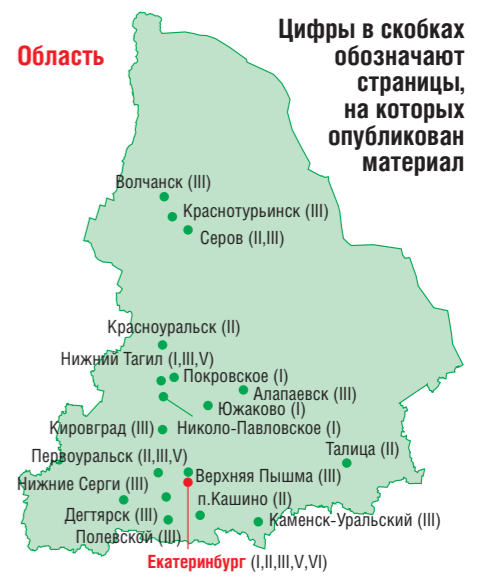 Область
Цифры в скобках
обозначают
страницы,
на которых
опубликован
материал
Волчанск (III)
Краснотурьинск (III)
Серов (II,III)
Красноуральск (II)
Нижний Тагил (I,III,V)
Покровское (I)
Алапаевск (III)
Южаково (I)
Кировград (III)
Николо-Павловское (I)
Талица (II)
Первоуральск (II,III,V)
Верхняя Пышма (III)
Нижние Серги (III)
п.Кашино (II)
Дегтярск (III)
Каменск-Уральский (III)
Полевской (III)
Екатеринбург (I,II,III,V,VI)